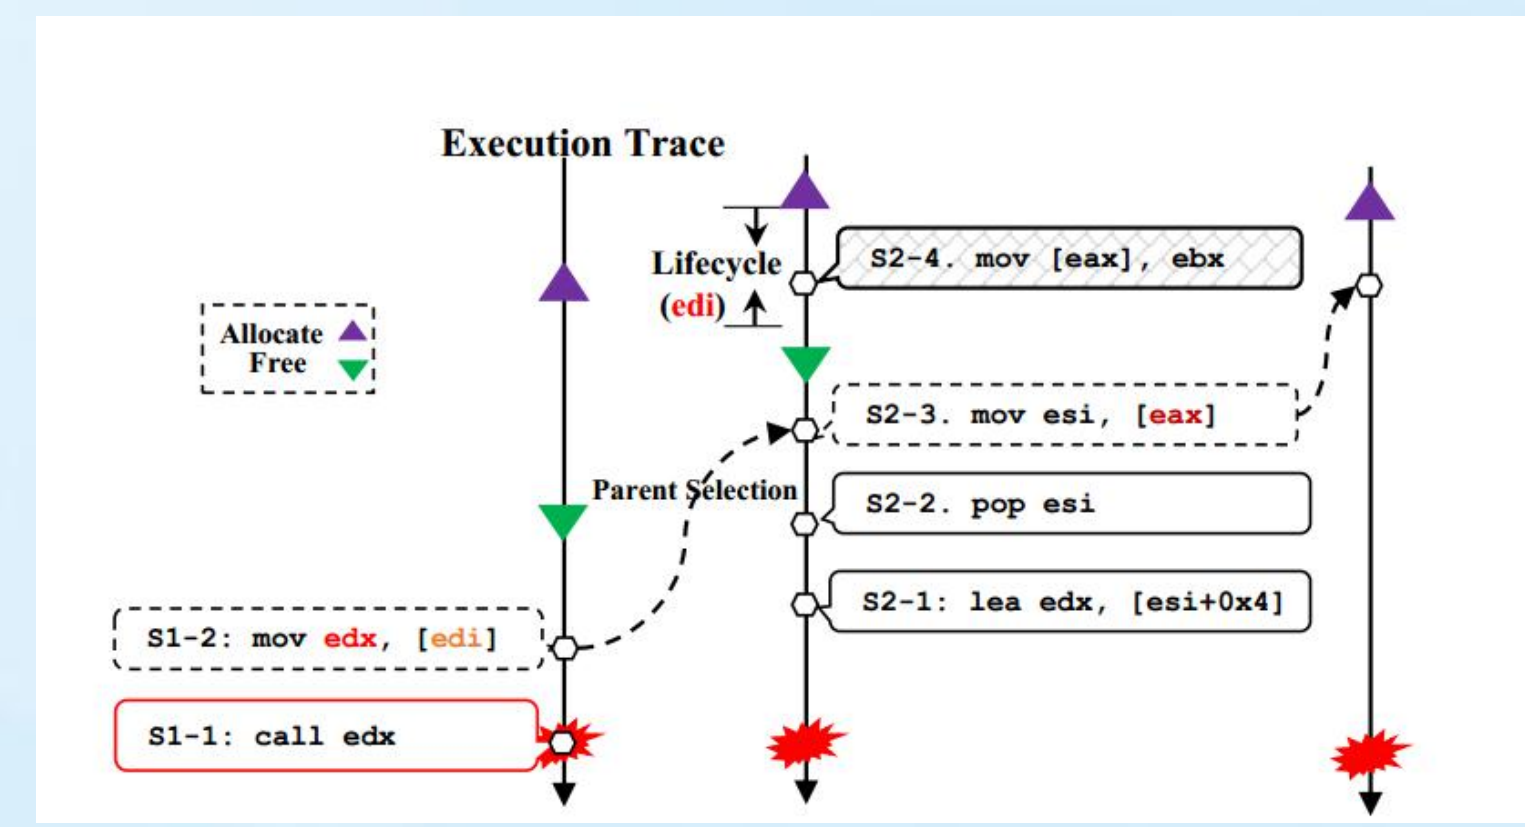 Execution Trace
Lifecycle
(edi)
S2-4. mov [eax], ebx
Allocate
Free
S2-3. mov esi, [eax]
Parent Selection
S2-2. pop esi
S2-1: lea edx, [esi+0x4]
S1-2: mov edx, [edi]
S1-1: call edx